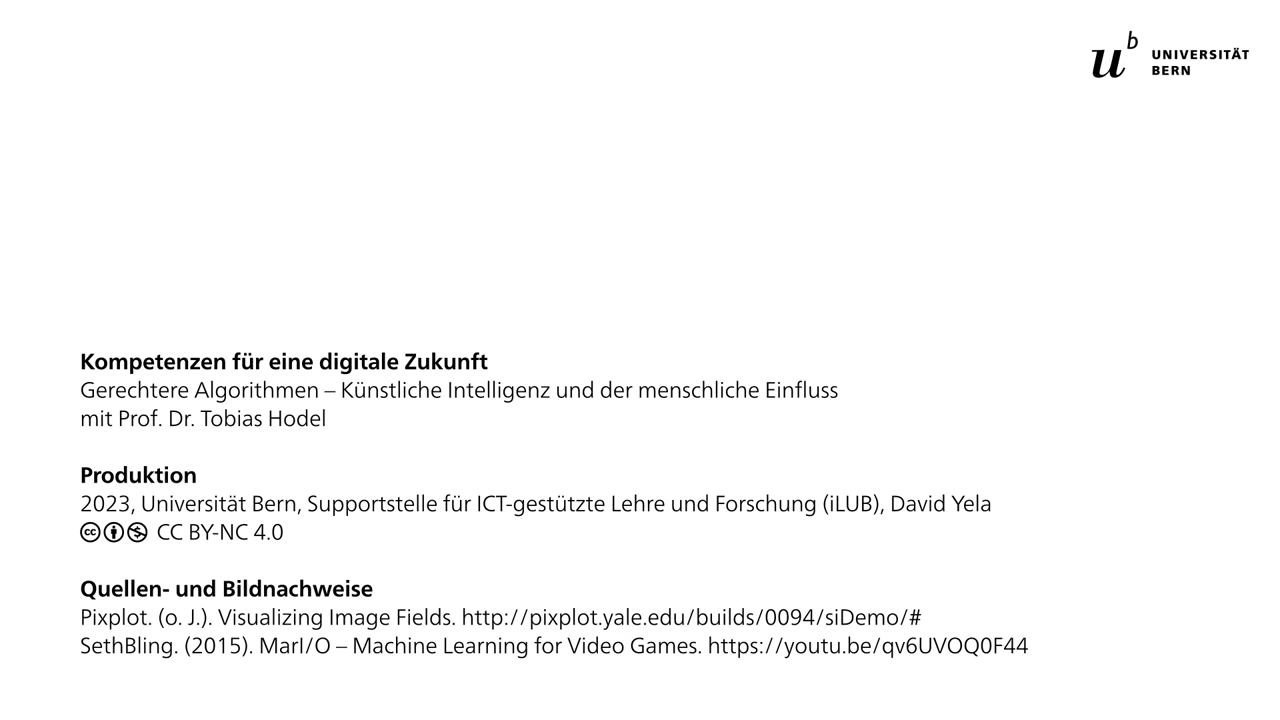 u b UNIVERSITÄT
BERN
Kompetenzen für eine digitale Zukunft
Gerechtere Algorithmen – Künstliche Intelligenz und der menschliche Einfluss
mit Prof. Dr. Tobias Hodel
Produktion
2023, Universität Bern, Supportstelle für ICT-gestützte Lehre und Forschung (iLUB), David Yela
cc CC BY-NC 4.0
Quellen- und Bildnachweise
Pixplot. (o. J.). Visualizing Image Fields. http://pixplot.yale.edu/builds/0094/siDemo/#
SethBling. (2015). MarI/O – Machine Learning for Video Games. https://youtu.be/qv6UVOQ0F44